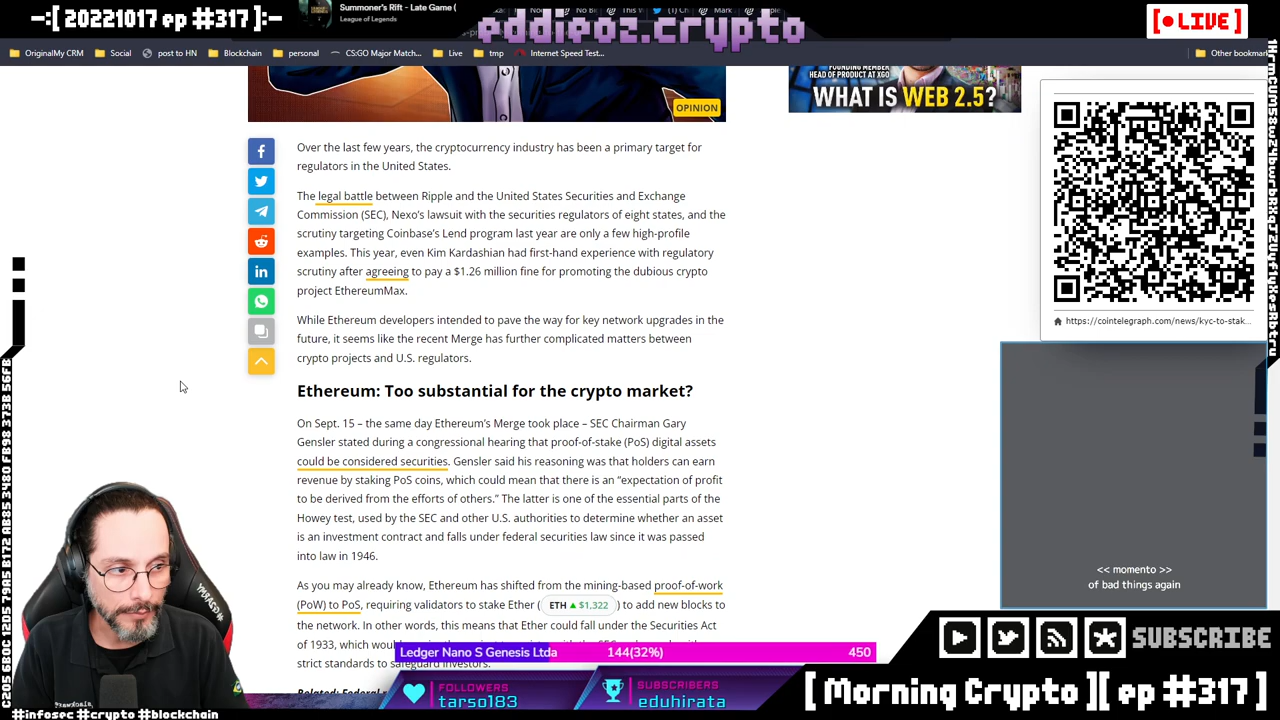 -:[ 20221017 ep #317]:-
Summoner's Rift - Late Game (
League of Legends
eddieoz.crypto
[ • LIVE ]
OriginalMy CRM
Social
post to HN
Blockchain
personal
CS:GO Major Match...
Live
tmp
Internet Speed Test...
Other bookmar
OPINION
FOUNDING MEMBER
HEAD OF PRODUCT AT XGO
WHAT IS WEB 2.5?
Over the last few years, the cryptocurrency industry has been a primary target for
regulators in the United States.
The legal battle between Ripple and the United States Securities and Exchange
Commission (SEC), Nexo's lawsuit with the securities regulators of eight states, and the
scrutiny targeting Coinbase's Lend program last year are only a few high-profile
examples. This year, even Kim Kardashian had first-hand experience with regulatory
scrutiny after agreeing to pay a $1.26 million fine for promoting the dubious crypto
project EthereumMax.
While Ethereum developers intended to pave the way for key network upgrades in the
future, it seems like the recent Merge has further complicated matters between
crypto projects and U.S. regulators.
Ethereum: Too substantial for the crypto market?
On Sept. 15 – the same day Ethereum's Merge took place – SEC Chairman Gary
Gensler stated during a congressional hearing that proof-of-stake (PoS) digital assets
could be considered securities. Gensler said his reasoning was that holders can earn
revenue by staking PoS coins, which could mean that there is an “expectation of profit
to be derived from the efforts of others.” The latter is one of the essential parts of the
Howey test, used by the SEC and other U.S. authorities to determine whether an asset
is an investment contract and falls under federal securities law since it was passed
into law in 1946.
As you may already know, Ethereum has shifted from the mining-based proof-of-work
(PoW) to PoS, requiring validators to stake Ether ( ETH ▲ $1,322 ) to add new blocks to
the network. In other words, this means that Ether could fall under the Securities Act
of 1933, which
strict standards to safeguard investors.
https://cointelegraph.com/news/kyc-to-stak...
<< momento >>
of bad things again
Ledger Nano S Genesis Ltda
144(32%)
450
FOLLOWERS
tarso183
SUBSCRIBERS
eduhirata
SUBSCRIBE
[ Morning Crypto ][ ep #317 ]
#infosec #crypto #blockchain